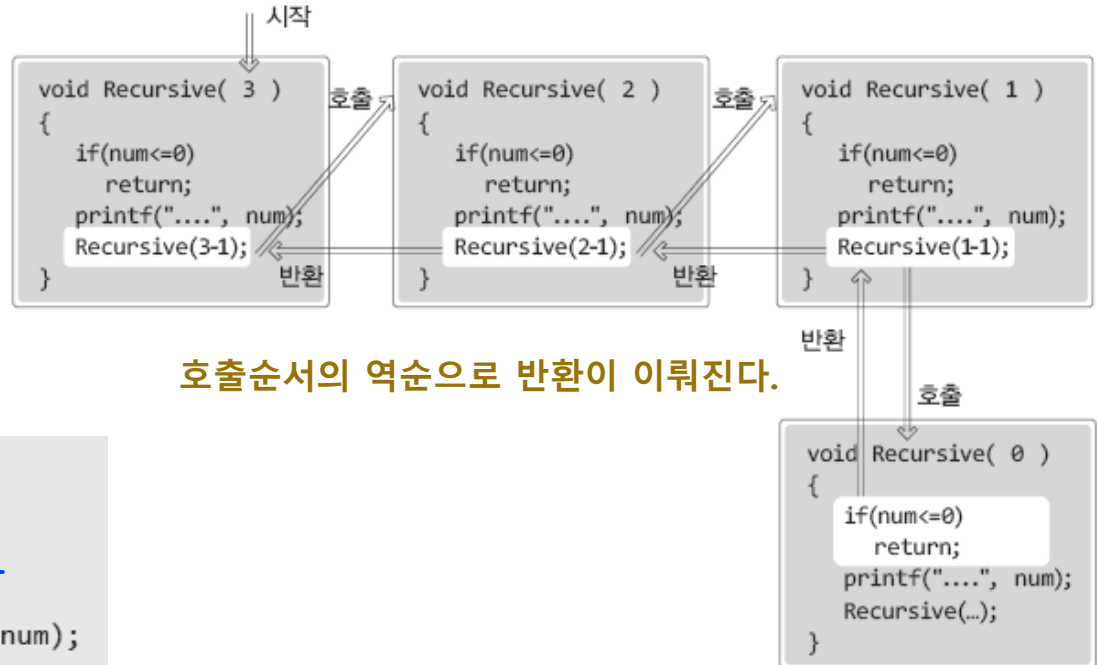 시작
void Recursive( 3 )
{
if(num<=0)
return;
printf("....", num);
Recursive(3-1);
}
호출
반환
void Recursive( 2 )
{
if(num<=0)
return;
printf("....", num);
Recursive(2-1);
}
호출
반환
void Recursive( 1 )
{
if(num<=0)
return;
printf("....", num);
Recursive(1-1);
}
반환
호출
호출순서의 역순으로 반환이 이뤄진다.
void Recursive( 0 )
{
if(num<=0)
return;
printf("....", num);
Recursive(…);
}
num);